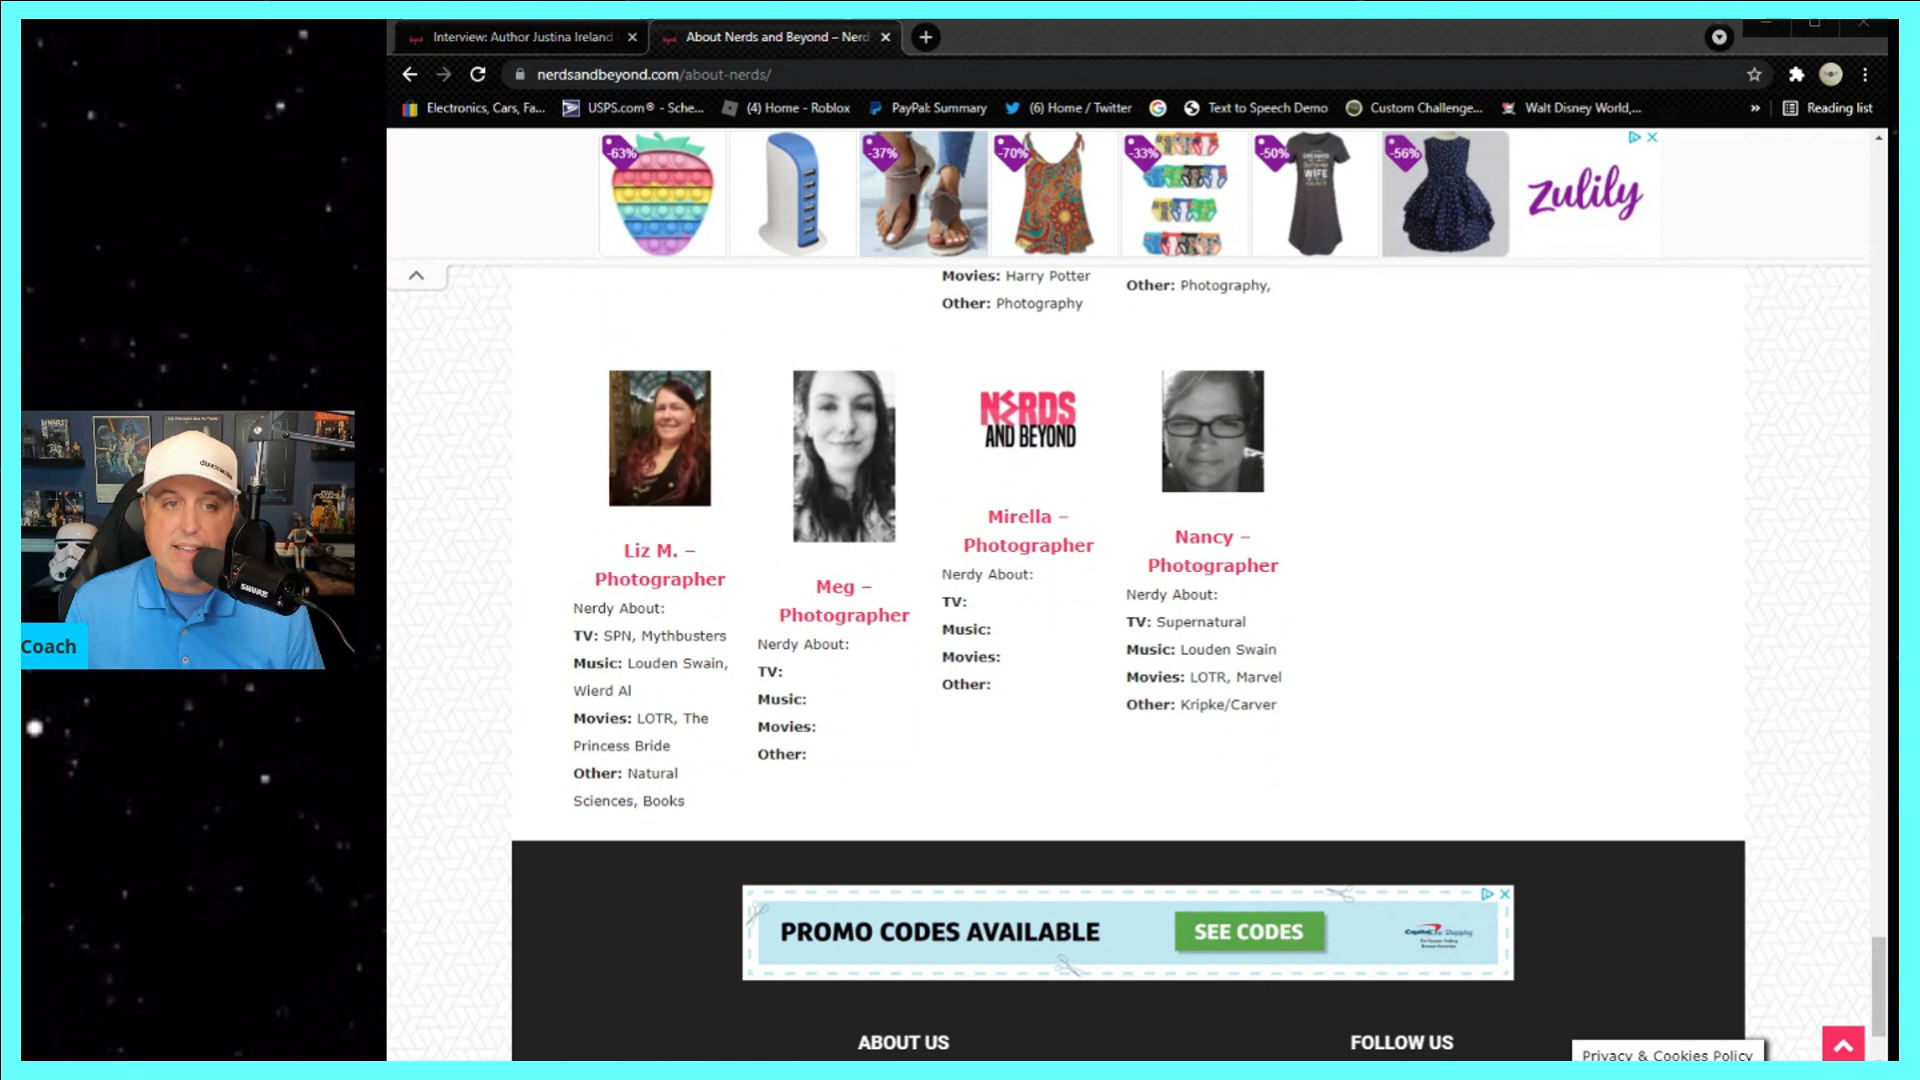 Interview: Author Justina Ireland
About Nerds and Beyond – Nerd
nerdsandbeyond.com/about-nerds/
Electronics, Cars, Fa...
USPS.com® - Sche...
(4) Home - Roblox
PayPal: Summary
(6) Home / Twitter
Text to Speech Demo
Custom Challenge...
Walt Disney World,...
»
Reading list
-63%
-37%
-70%
-33%
-50%
-56%
WIFE
zulily
Movies: Harry Potter
Other: Photography
Other: Photography,
NERDS
AND BEYOND
Liz M. –
Photographer
Nerdy About:
TV: SPN, Mythbusters
Music: Louden Swain,
Wierd Al
Movies: LOTR, The
Princess Bride
Other: Natural
Sciences, Books
Meg –
Photographer
Nerdy About:
TV:
Music:
Movies:
Other:
Mirella –
Photographer
Nerdy About:
TV:
Music:
Movies:
Other:
Nancy –
Photographer
Nerdy About:
TV: Supernatural
Music: Louden Swain
Movies: LOTR, Marvel
Other: Kripke/Carver
SHURE
Coach
PROMO CODES AVAILABLE
SEE CODES
Capital One Shopping
ABOUT US
FOLLOW US
Privacy & Cookies Policy